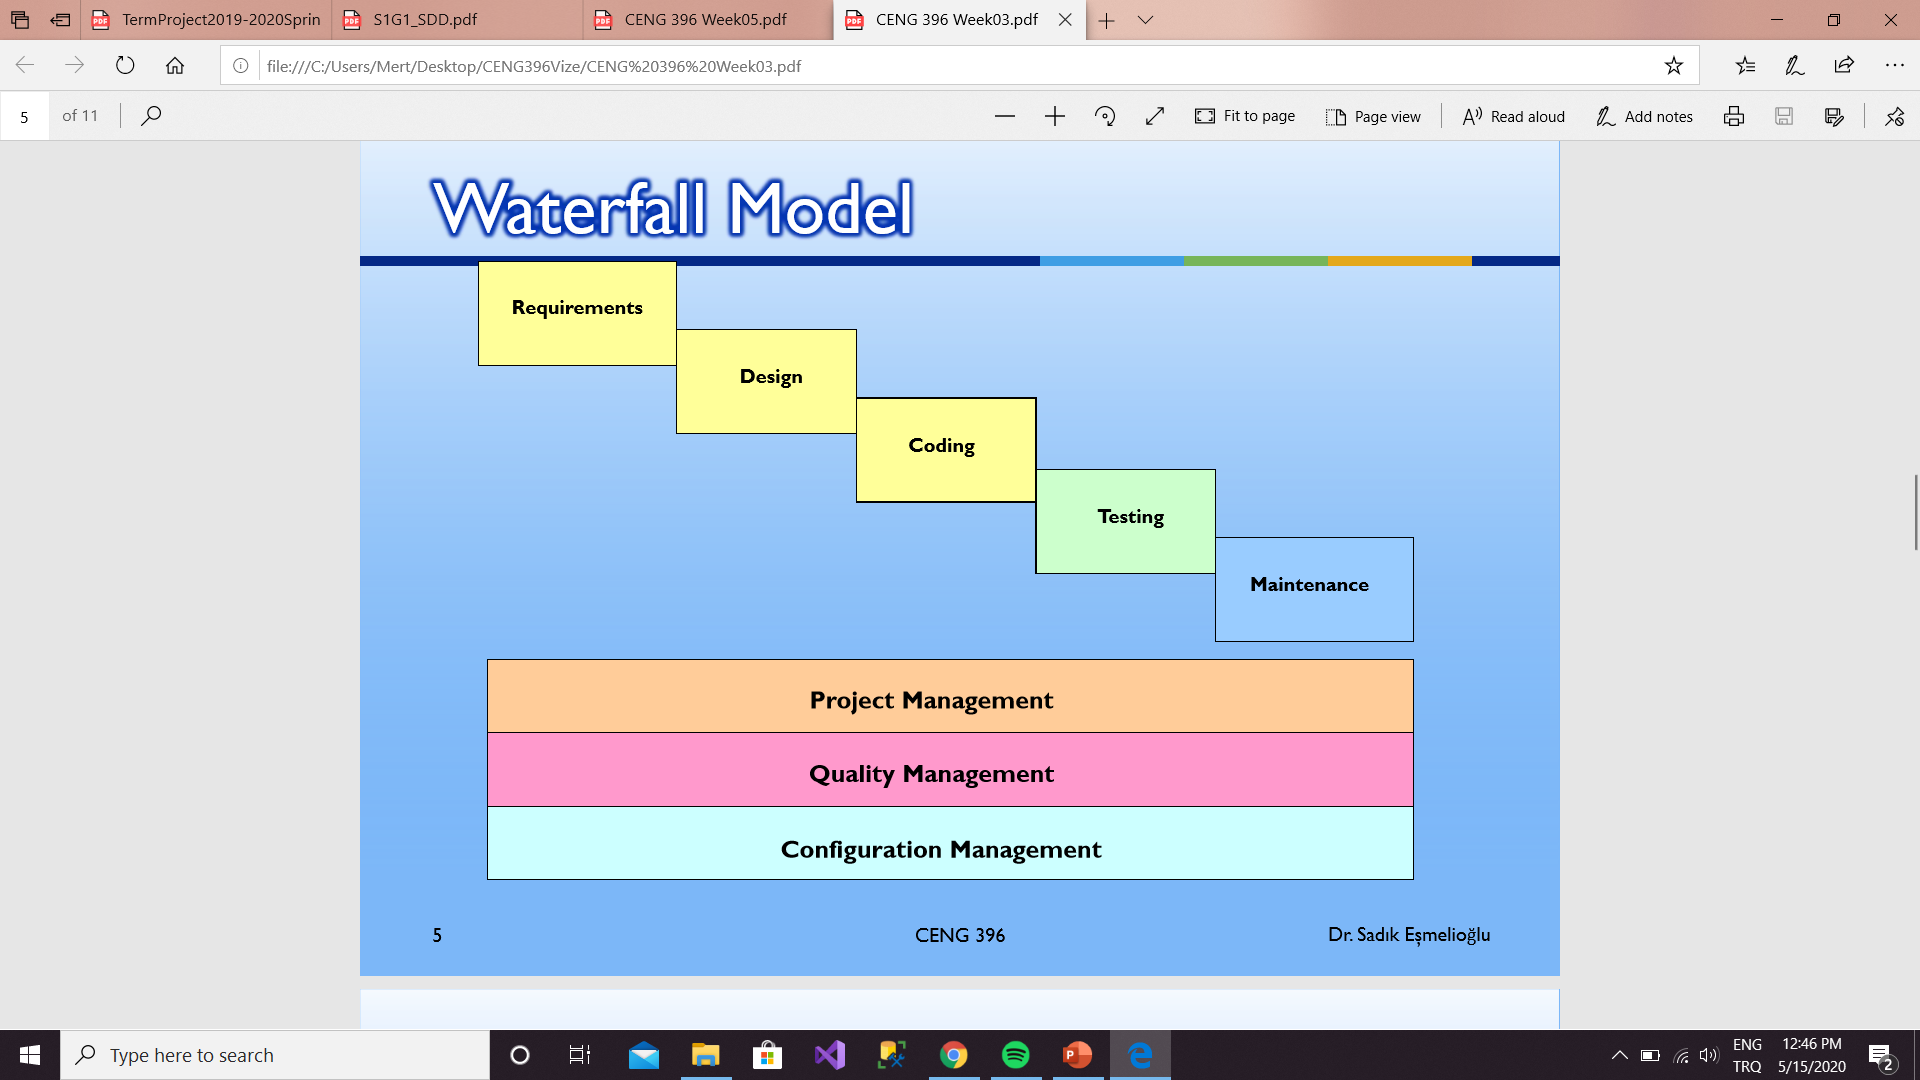 TermProject2019-2020Sprin
S1G1_SDD.pdf
CENG 396 Week05.pdf
CENG 396 Week03.pdf
file:///C:/Users/Mert/Desktop/CENG396Vize/CENG%20396%20Week03.pdf
5 of 11
Fit to page
Page view
Read aloud
Add notes
Waterfall Model
Requirements
Design
Coding
Testing
Maintenance
Project Management
Quality Management
Configuration Management
5 CENG 396 Dr. Sadık Eşmelioğlu
Type here to search
ENG
TRQ
12:46 PM
5/15/2020
2